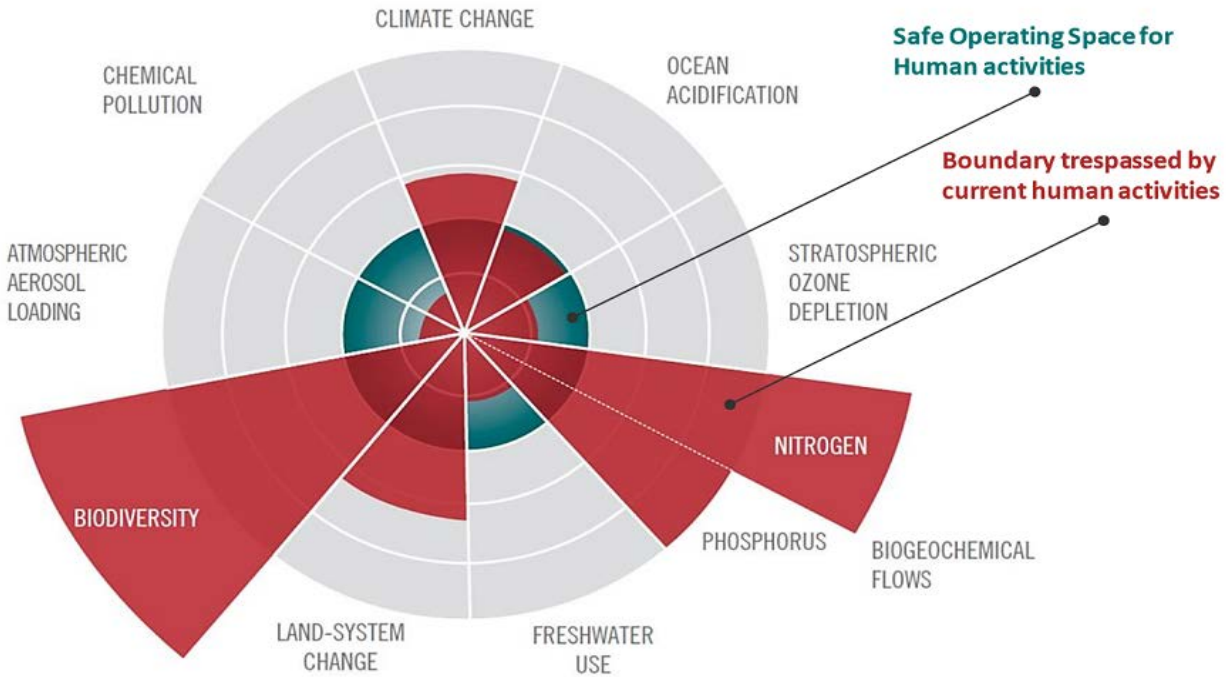 CLIMATE CHANGE
Safe Operating Space for
Human activities
OCEAN
ACIDIFICATION
CHEMICAL
POLLUTION
Boundary trespassed by
current human activities
ATMOSPHERIC
AEROSOL
LOADING
STRATOSPHERIC
OZONE
DEPLETION
NITROGEN
BIODIVERSITY
PHOSPHORUS
BIOGEOCHEMICAL
FLOWS
LAND-SYSTEM
CHANGE
FRESHWATER
USE